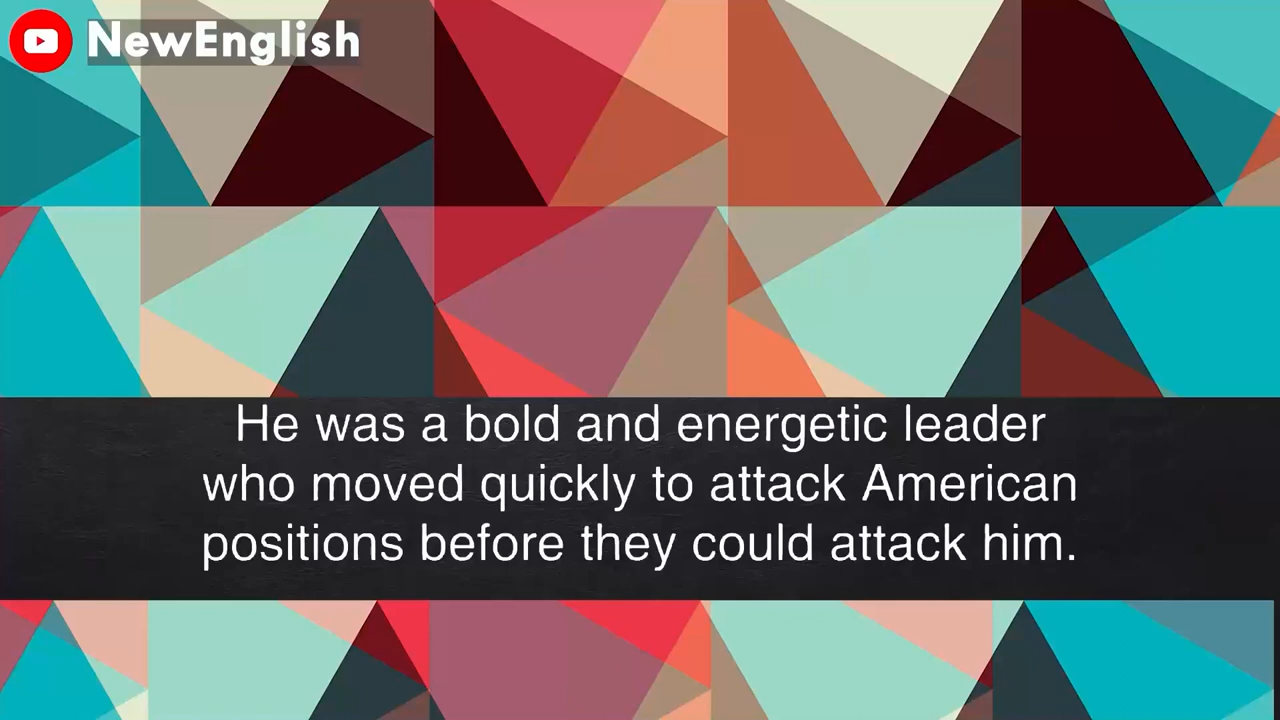 NewEnglish
He was a bold and energetic leader
who moved quickly to attack American
positions before they could attack him.